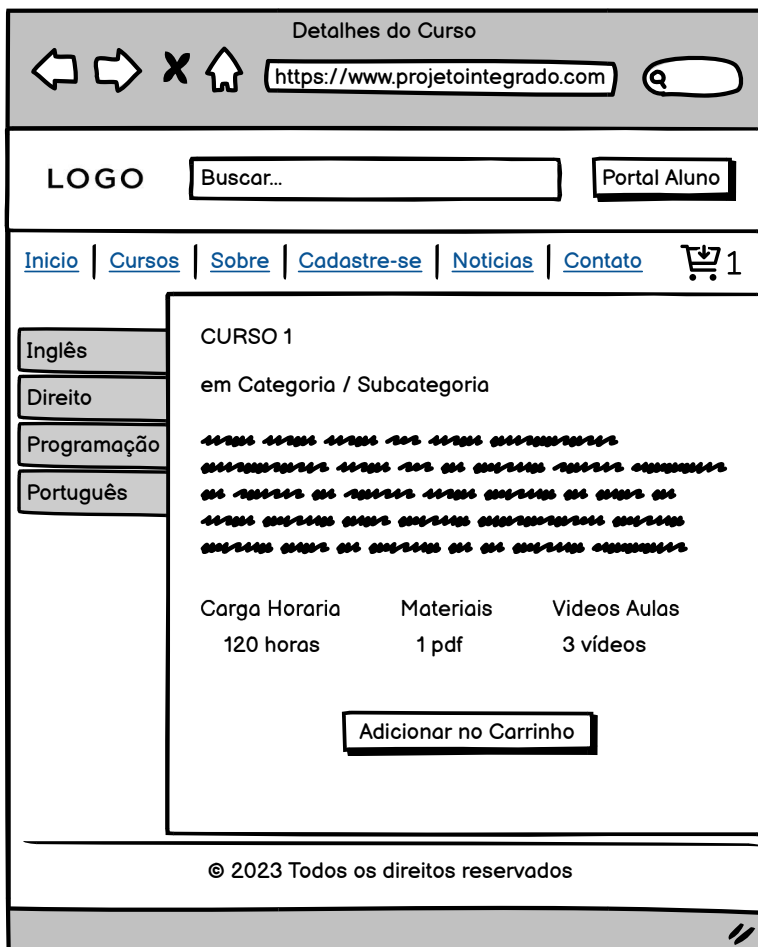 Detalhes do Curso
https://www.projetointegrado.com
LOGO
Buscar...
Portal Aluno
Inicio Cursos Sobre Cadastre-se Noticias Contato 1
Inglês
Direito
Programação
Português
CURSO 1
em Categoria / Subcategoria
Carga Horaria Materiais Videos Aulas
120 horas 1 pdf 3 vídeos
Adicionar no Carrinho
© 2023 Todos os direitos reservados